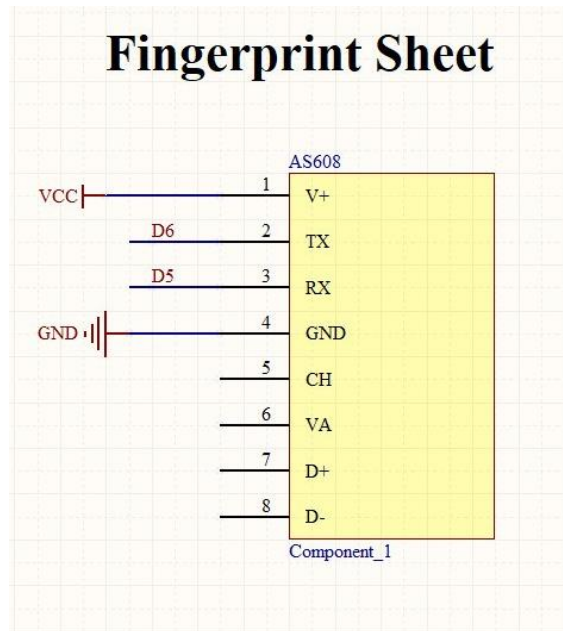 Fingerprint Sheet
AS608
VCC 1 V+
D6 2 TX
D5 3 RX
GND 4 GND
5 CH
6 VA
7 D+
8 D-
Component_1